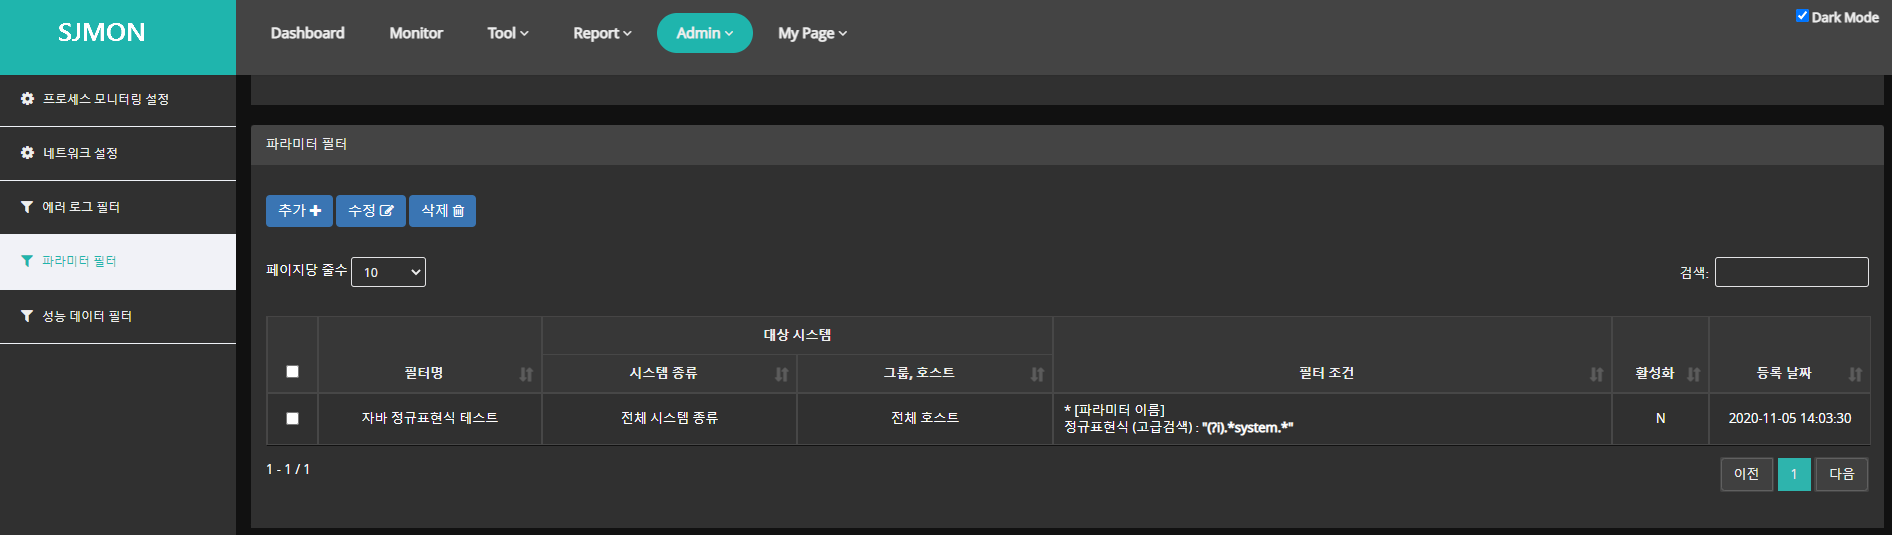 SJMON
Dashboard Monitor Tool Report Admin My Page
Dark Mode
프로세스 모니터링 설정
네트워크 설정
에러 로그 필터
파라미터 필터
성능 데이터 필터
파라미터 필터
추가 수정 삭제
페이지당 줄수 10
검색:
대상 시스템
필터명 시스템 종류 그룹, 호스트 필터 조건 활성화 등록 날짜
자바 정규표현식 테스트 전체 시스템 종류 전체 호스트 * [파라미터 이름]
정규표현식 (고급검색) : "(?i).*system.*"
N 2020-11-05 14:03:30
1 - 1 / 1
이전 1 다음